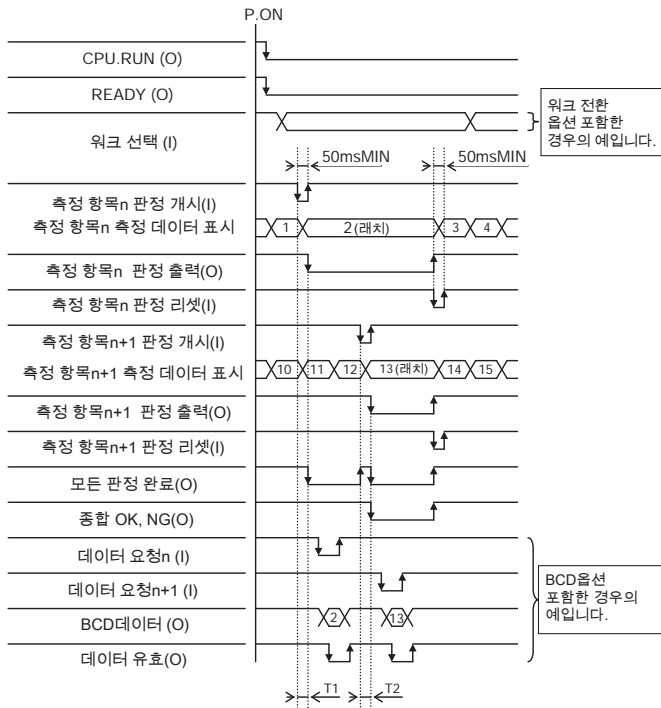 P.ON
CPU.RUN (O)
READY (O)
워크 선택 (I)
워크 전환
옵션 포함한
경우의 예입니다.
50msMIN
50msMIN
측정 항목n 판정 개시(I)
측정 항목n 측정 데이터 표시
1
2(래치)
3
4
측정 항목n 판정 출력(O)
측정 항목n 판정 리셋(I)
측정 항목n+1 판정 개시(I)
측정 항목n+1 측정 데이터 표시
10
11
12
13(래치)
14
15
측정 항목n+1 판정 출력(O)
측정 항목n+1 판정 리셋(I)
모든 판정 완료(O)
종합 OK, NG(O)
데이터 요청n (I)
데이터 요청n+1 (I)
BCD데이터 (O)
2
13
데이터 유효(O)
BCD옵션
포함한 경우의
예입니다.
T1
T2